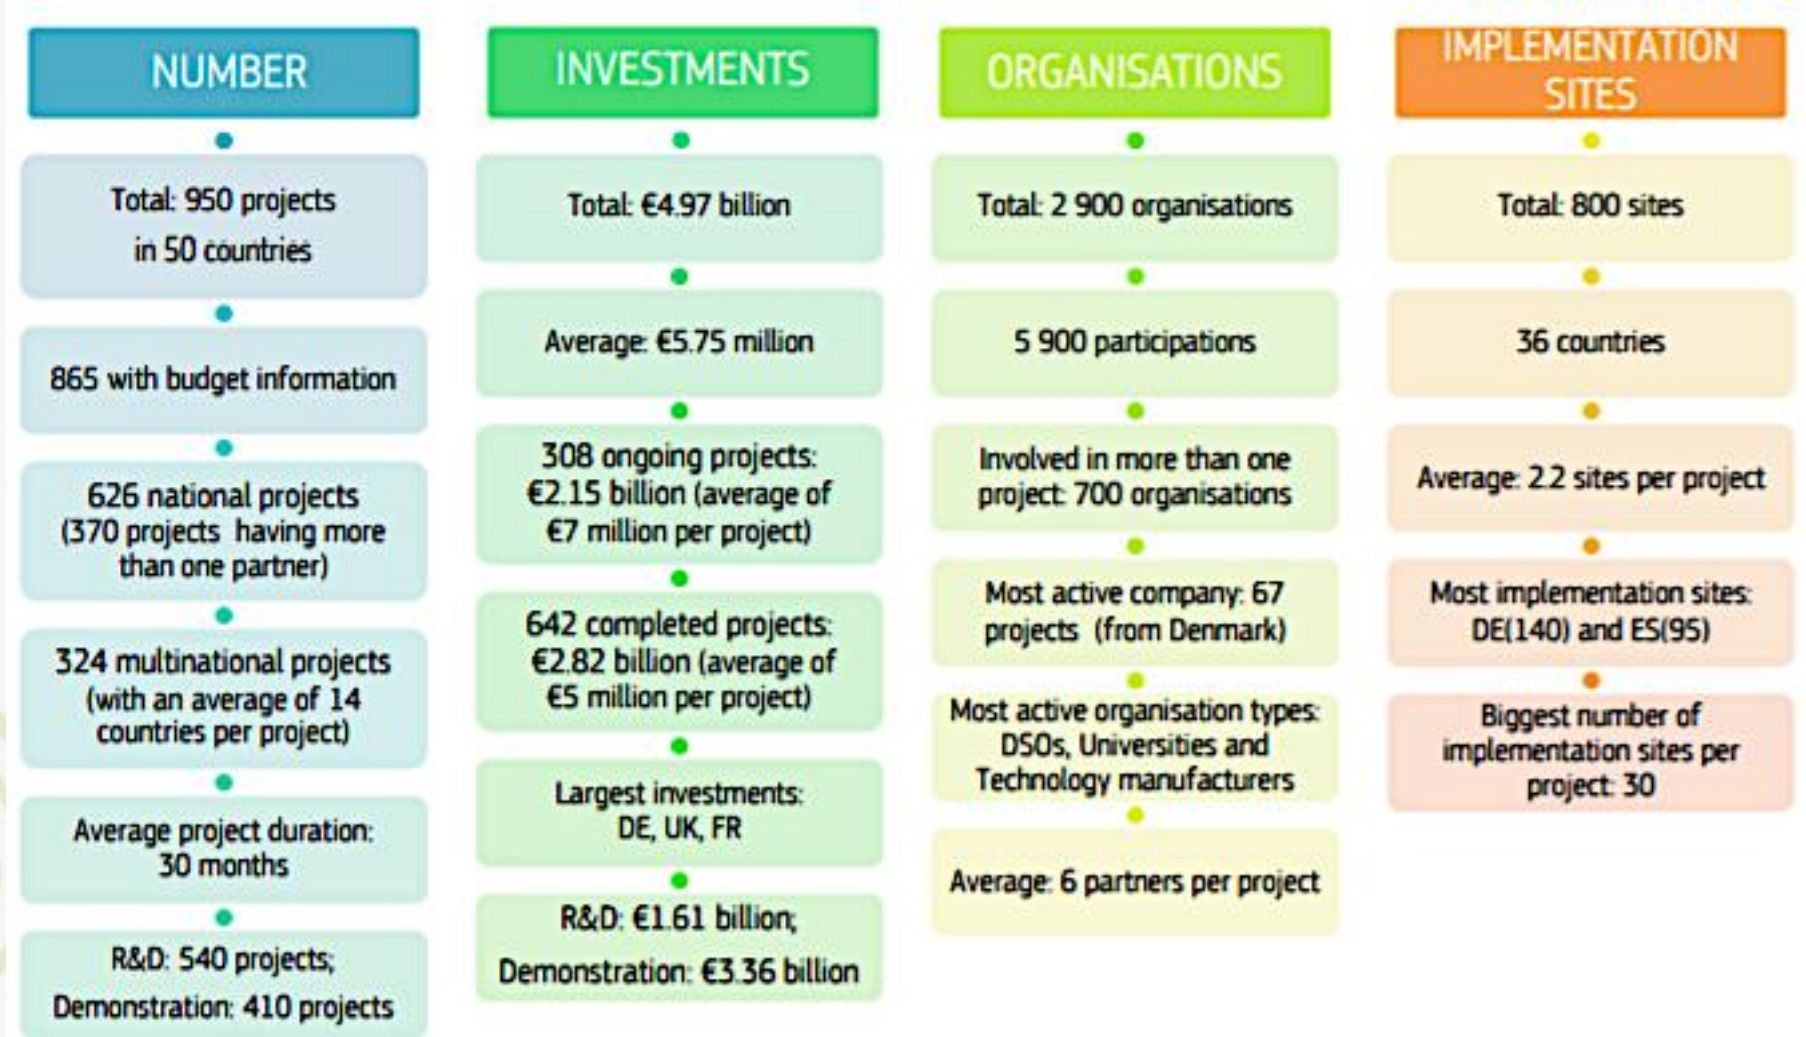 NUMBER
Total: 950 projects
in 50 countries
865 with budget information
626 national projects
(370 projects having more
than one partner)
324 multinational projects
(with an average of 14
countries per project)
Average project duration:
30 months
R&D: 540 projects;
Demonstration: 410 projects
INVESTMENTS
Total: €4.97 billion
Average: €5.75 million
308 ongoing projects:
€2.15 billion (average of
€7 million per project)
642 completed projects:
€2.82 billion (average of
€5 million per project)
Largest investments:
DE, UK, FR
R&D: €1.61 billion;
Demonstration: €3.36 billion
ORGANISATIONS
Total: 2 900 organisations
5 900 participations
Involved in more than one
project: 700 organisations
Most active company: 67
projects (from Denmark)
Most active organisation types:
DSOs, Universities and
Technology manufacturers
Average: 6 partners per project
IMPLEMENTATION
SITES
Total: 800 sites
36 countries
Average: 2.2 sites per project
Most implementation sites:
DE(140) and ES(95)
Biggest number of
implementation sites per
project: 30